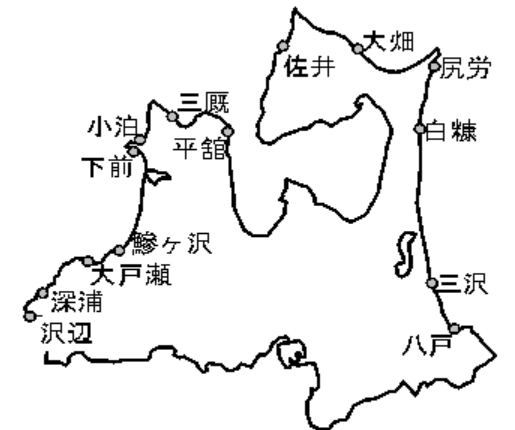 大畑
佐井
尻労
三厩
小泊
平舘
白糠
下前
鰺ヶ沢
大戸瀬
三沢
深浦
沢辺
八戸